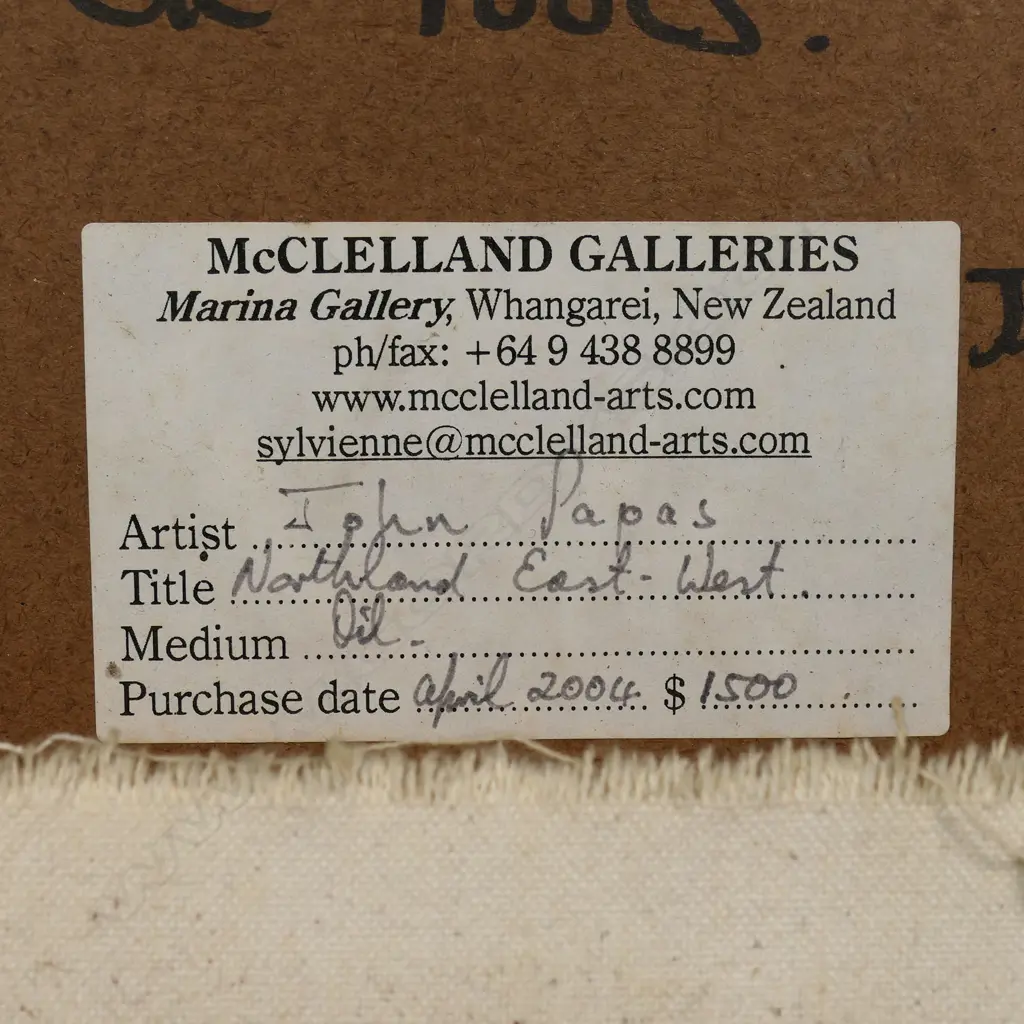 McCLELLAND GALLERIES
Marina Gallery, Whangarei, New Zealand
ph/fax: +64 9 438 8899
www.mcclelland-arts.com
sylvienne@mcclelland-arts.com
Artist John Papas
Title Northland East-West.
Medium Oil-
Purchase date april 2004. $1500.